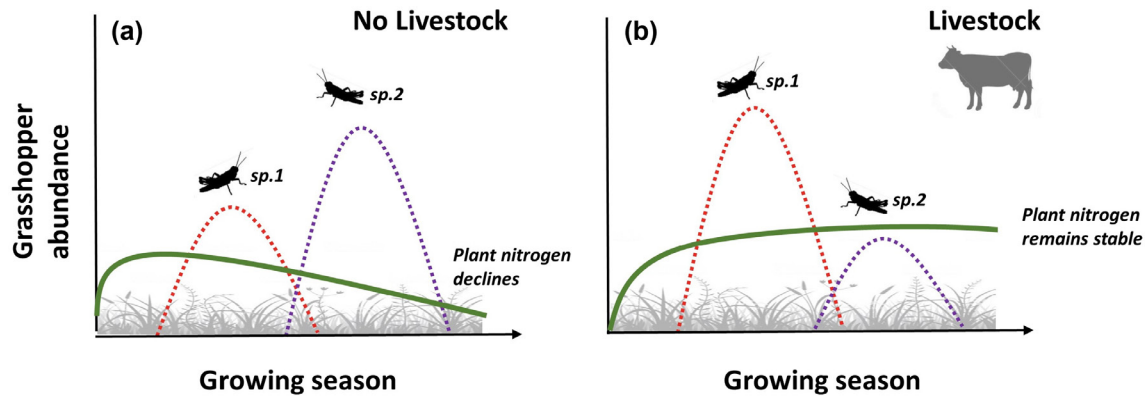 (a)
No Livestock
sp.1
sp.2
Plant nitrogen
declines
Grasshopper
abundance
Growing season
(b)
Livestock
sp.1
sp.2
Plant nitrogen
remains stable
Growing season